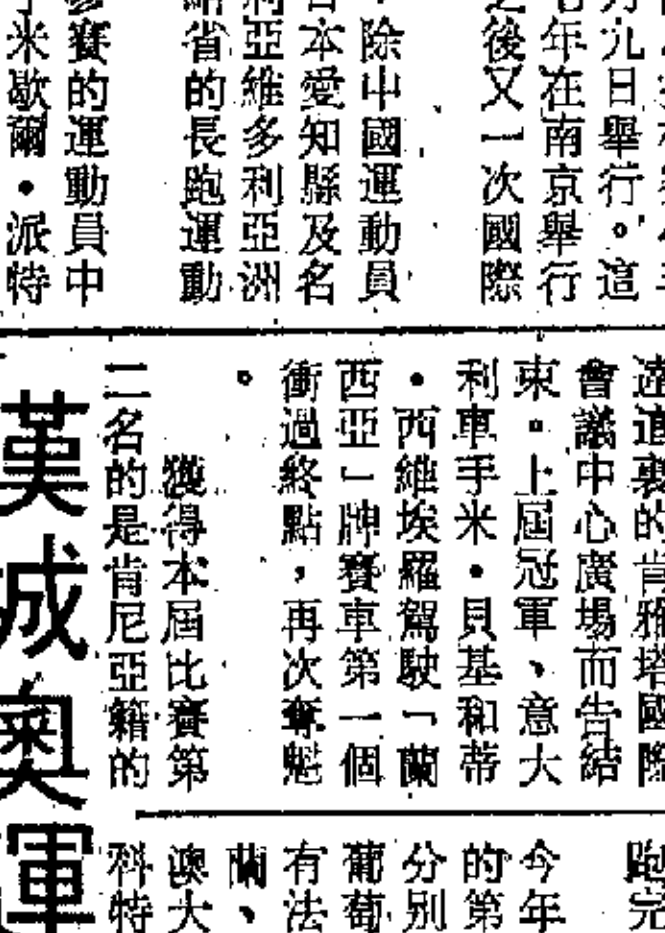 月九日舉行。這
七年在南京舉行
之後又一次國際
除中國運動員
日本愛知縣及名
利亞維多利亞洲
省的長跑運動
參賽的運動員中
米歇爾·派特
達道裏的肯雅塔國際
會議中心廣場而告結
束。上屆冠軍、意大
利車手米·貝基和蒂
·西維埃羅駕駛「蘭
西亞」牌賽車第一個
衝過終點，再次奪魁
。
獲得本屆比賽第
二名的是肯尼亞籍的
漢城奧運
跑完
今年
的第
分別
葡萄
有法
蘭、
澳大
科特